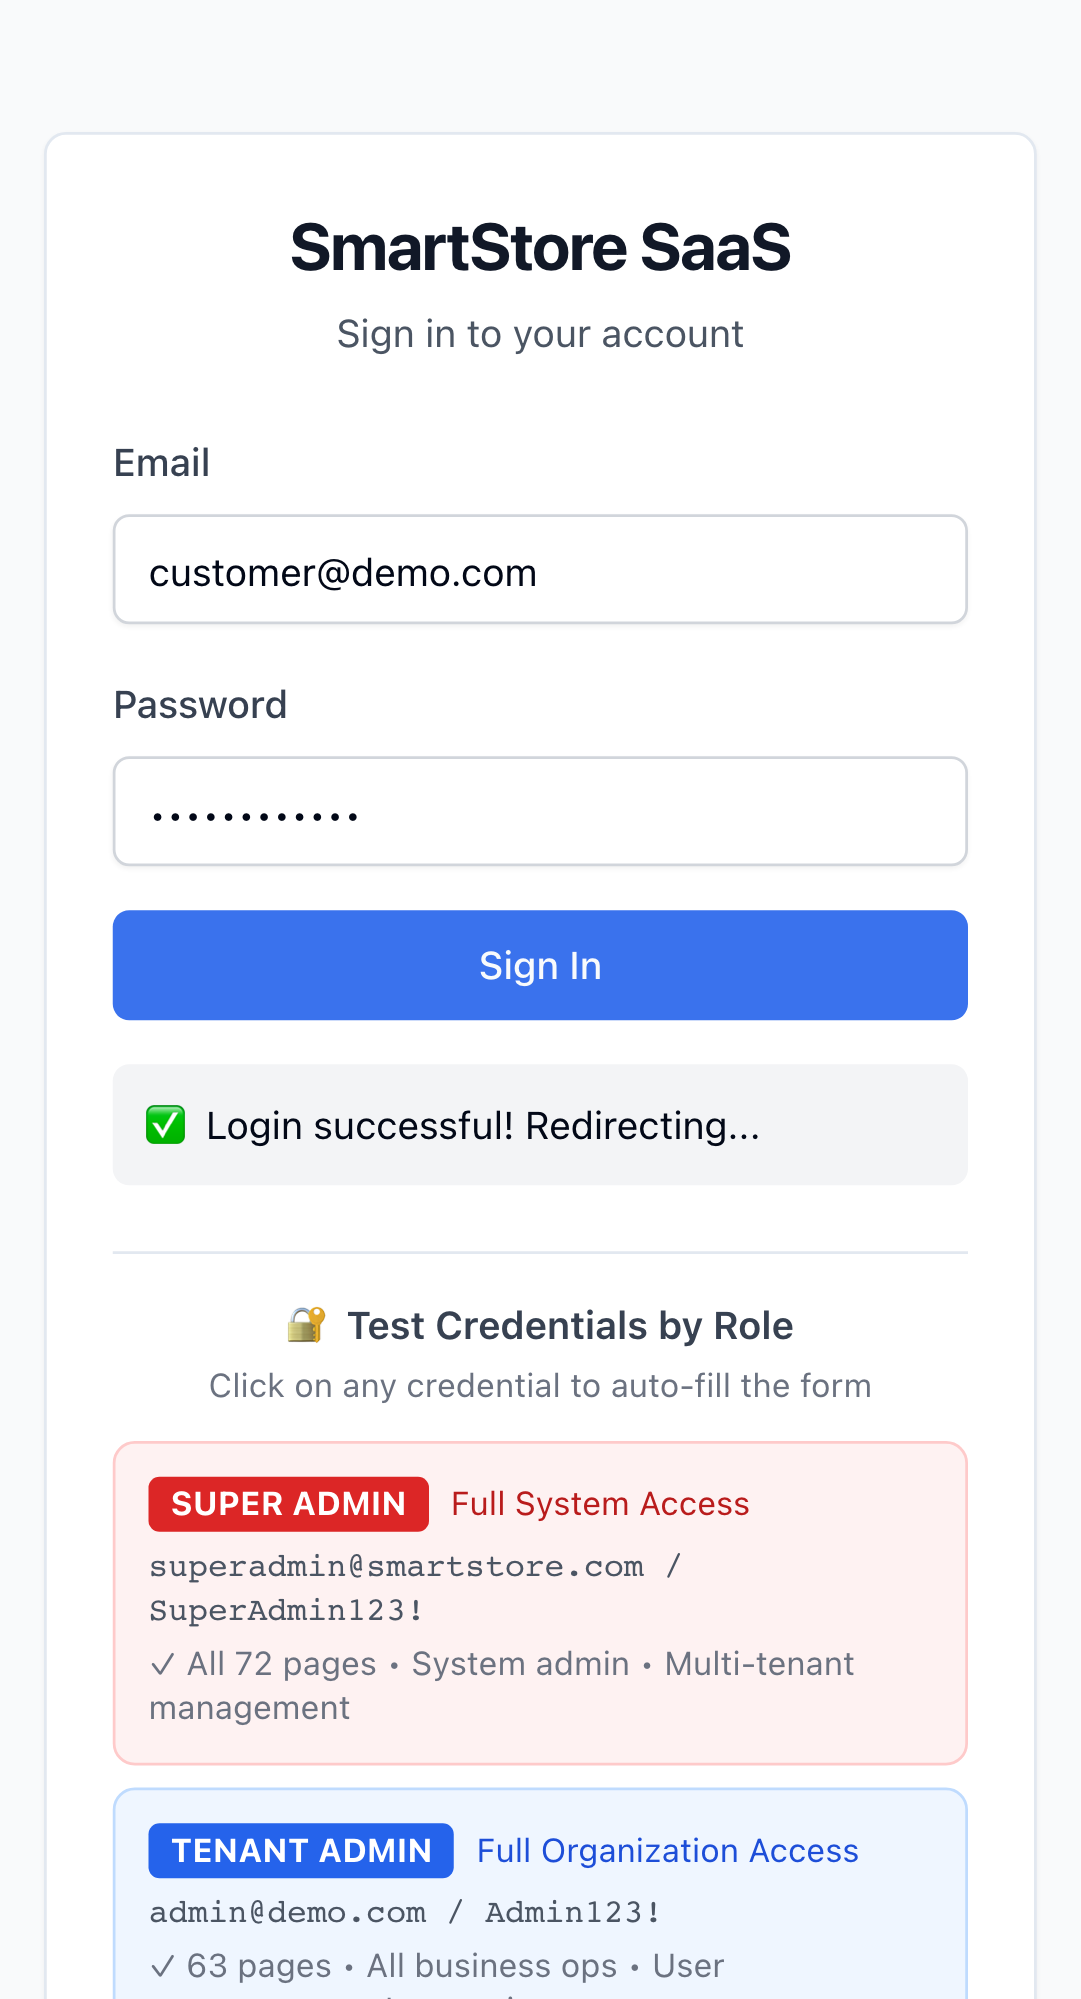 SmartStore SaaS
Sign in to your account
Email
customer@demo.com
Password
••••••••••••
Sign In
✅ Login successful! Redirecting...
🔐 Test Credentials by Role
Click on any credential to auto-fill the form
SUPER ADMIN Full System Access
superadmin@smartstore.com /
SuperAdmin123!
✓ All 72 pages • System admin • Multi-tenant
management
TENANT ADMIN Full Organization Access
admin@demo.com / Admin123!
✓ 63 pages • All business ops • User